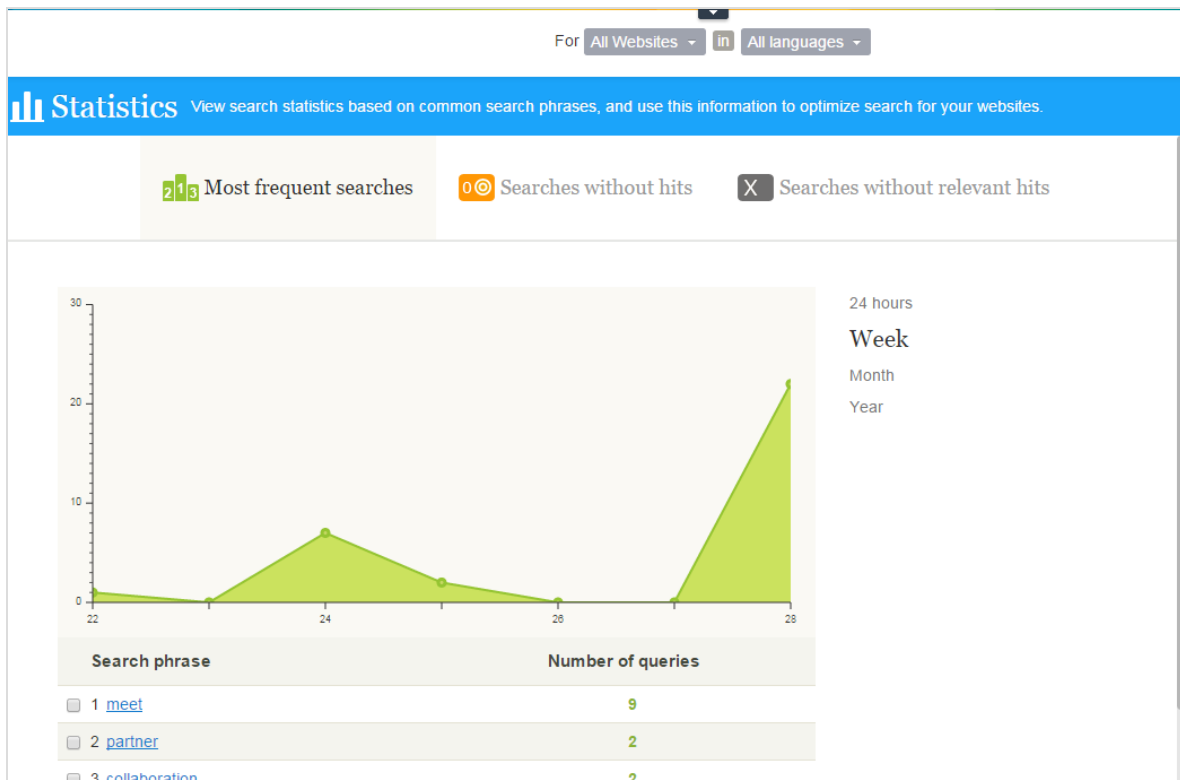 For All Websites in All languages
Statistics View search statistics based on common search phrases, and use this information to optimize search for your websites.
213 Most frequent searches 0 Searches without hits X Searches without relevant hits
30
20
10
0
22 24 26 28
24 hours
Week
Month
Year
Search phrase Number of queries
1 meet 9
2 partner 2
3 collaboration 2